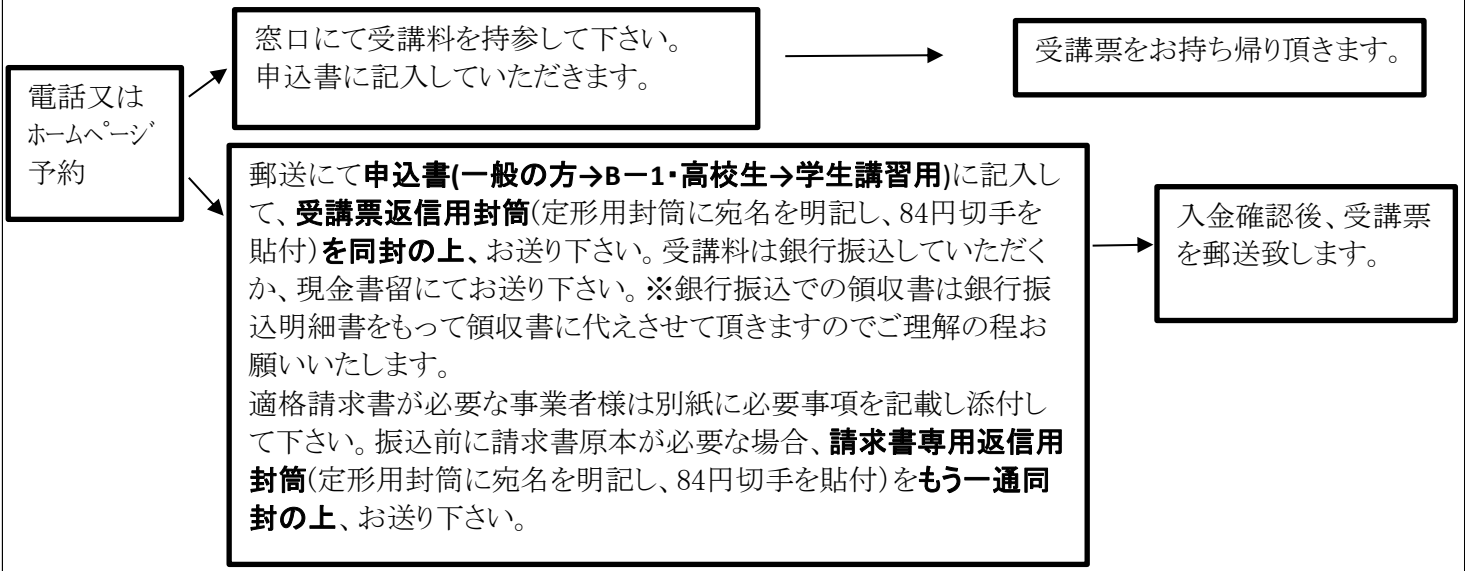 電話又は
ホームページ
予約
窓口にて受講料を持参して下さい。
申込書に記入していただきます。
受講票をお持ち帰り頂きます。
郵送にて申込書(一般の方→B－1・高校生→学生講習用)に記入し
て、受講票返信用封筒(定形用封筒に宛名を明記し、84円切手を
貼付)を同封の上、お送り下さい。受講料は銀行振込していただく
か、現金書留にてお送り下さい。※銀行振込での領収書は銀行振
込明細書をもって領収書に代えさせて頂きますのでご理解の程お
願いいたします。
適格請求書が必要な事業者様は別紙に必要事項を記載し添付し
て下さい。振込前に請求書原本が必要な場合、請求書専用返信用
封筒(定形用封筒に宛名を明記し、84円切手を貼付)をもう一通同
封の上、お送り下さい。
入金確認後、受講票
を郵送致します。